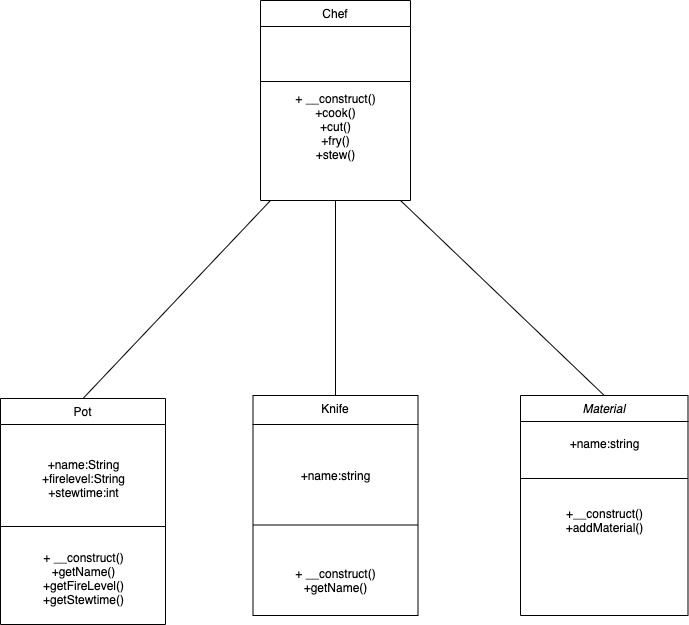 Chef
+ __construct()
+cook()
+cut()
+fry()
+stew()
Pot
+name:String
+firelevel:String
+stewtime:int
+ __construct()
+getName()
+getFireLevel()
+getStewtime()
Knife
+name:string
+ __construct()
+getName()
Material
+name:string
+__construct()
+addMaterial()